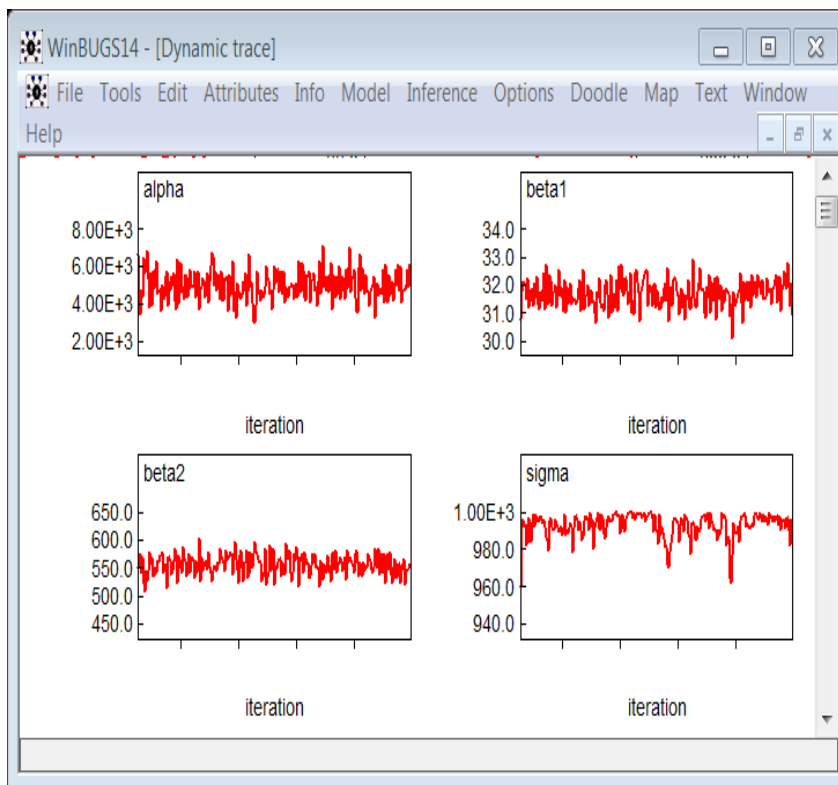 WinBUGS14 - [Dynamic trace]
File Tools Edit Attributes Info Model Inference Options Doodle Map Text Window
Help
alpha
8.00E+3
6.00E+3
4.00E+3
2.00E+3
iteration
beta1
34.0
33.0
32.0
31.0
30.0
iteration
beta2
650.0
600.0
550.0
500.0
450.0
iteration
sigma
1.00E+3
980.0
960.0
940.0
iteration